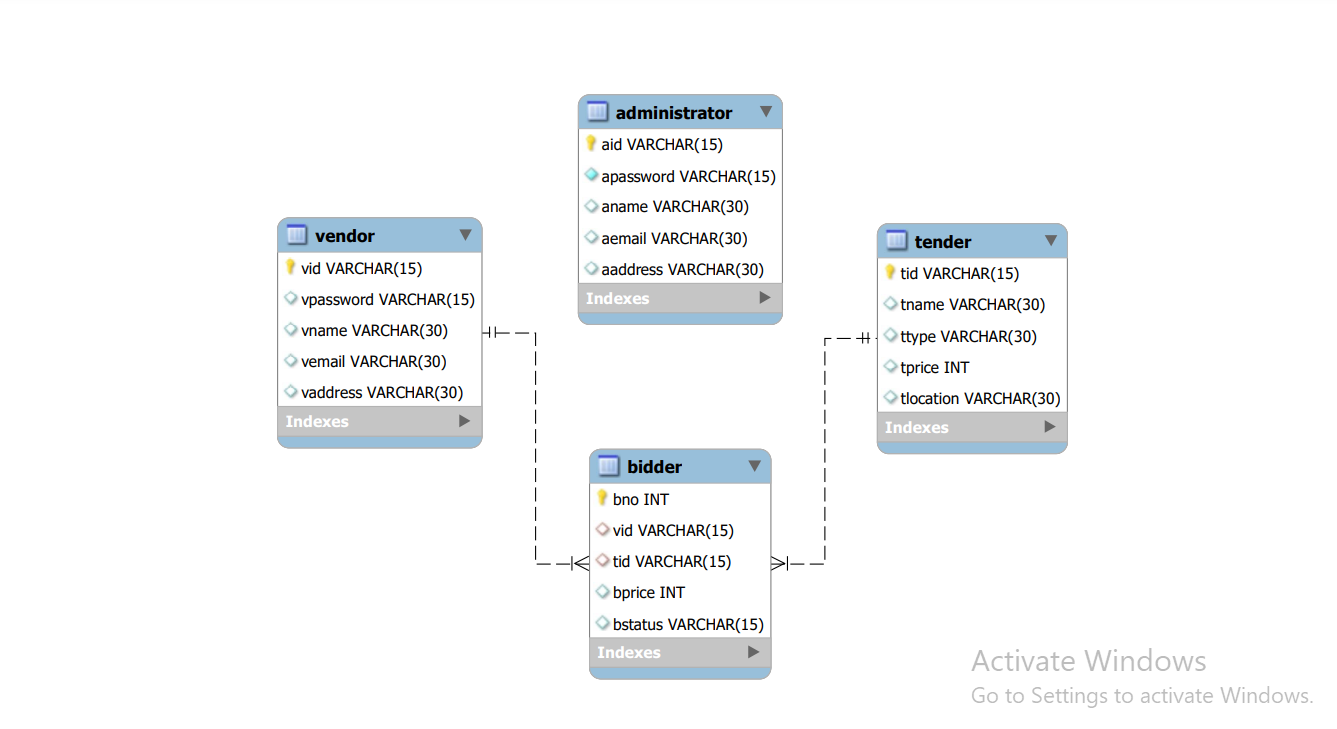 administrator
aid VARCHAR(15)
apassword VARCHAR(15)
aname VARCHAR(30)
aemail VARCHAR(30)
aaddress VARCHAR(30)
Indexes
vendor
vid VARCHAR(15)
vpassword VARCHAR(15)
vname VARCHAR(30)
vemail VARCHAR(30)
vaddress VARCHAR(30)
Indexes
tender
tid VARCHAR(15)
tname VARCHAR(30)
ttype VARCHAR(30)
tprice INT
tlocation VARCHAR(30)
Indexes
bidder
bno INT
vid VARCHAR(15)
tid VARCHAR(15)
bprice INT
bstatus VARCHAR(15)
Indexes
Activate Windows
Go to Settings to activate Windows.